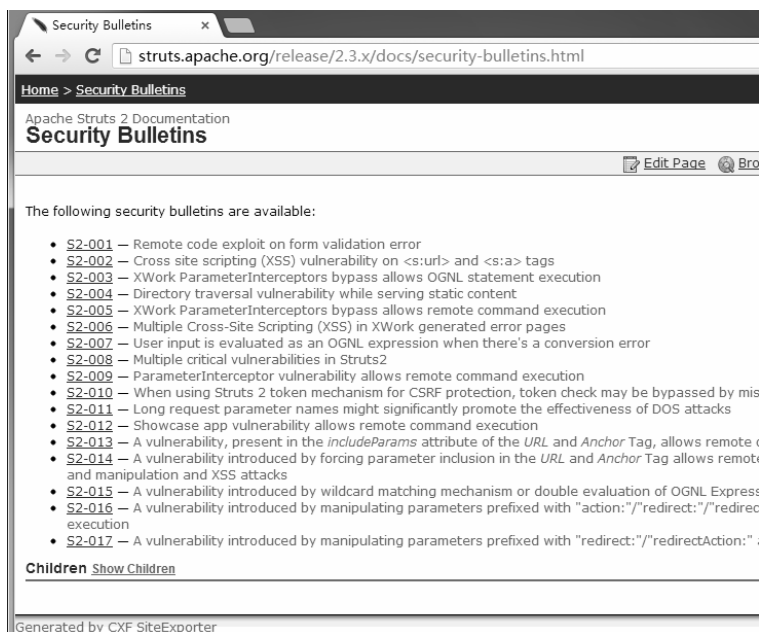 Security Bulletins ×
struts.apache.org/release/2.3.x/docs/security-bulletins.html
Home > Security Bulletins
Apache Struts 2 Documentation
Security Bulletins
Edit Page Bro
The following security bulletins are available:
• S2-001 — Remote code exploit on form validation error
• S2-002 — Cross site scripting (XSS) vulnerability on <s:url> and <s:a> tags
• S2-003 — XWork ParameterInterceptors bypass allows OGNL statement execution
• S2-004 — Directory traversal vulnerability while serving static content
• S2-005 — XWork ParameterInterceptors bypass allows remote command execution
• S2-006 — Multiple Cross-Site Scripting (XSS) in XWork generated error pages
• S2-007 — User input is evaluated as an OGNL expression when there's a conversion error
• S2-008 — Multiple critical vulnerabilities in Struts2
• S2-009 — ParameterInterceptor vulnerability allows remote command execution
• S2-010 — When using Struts 2 token mechanism for CSRF protection, token check may be bypassed by mis
• S2-011 — Long request parameter names might significantly promote the effectiveness of DOS attacks
• S2-012 — Showcase app vulnerability allows remote command execution
• S2-013 — A vulnerability, present in the includeParams attribute of the URL and Anchor Tag, allows remote c
• S2-014 — A vulnerability introduced by forcing parameter inclusion in the URL and Anchor Tag allows remote
and manipulation and XSS attacks
• S2-015 — A vulnerability introduced by wildcard matching mechanism or double evaluation of OGNL Express
• S2-016 — A vulnerability introduced by manipulating parameters prefixed with "action:"/"redirect:"/"redirec
execution
• S2-017 — A vulnerability introduced by manipulating parameters prefixed with "redirect:"/"redirectAction:" a
Children Show Children
Generated by CXF SiteExporter